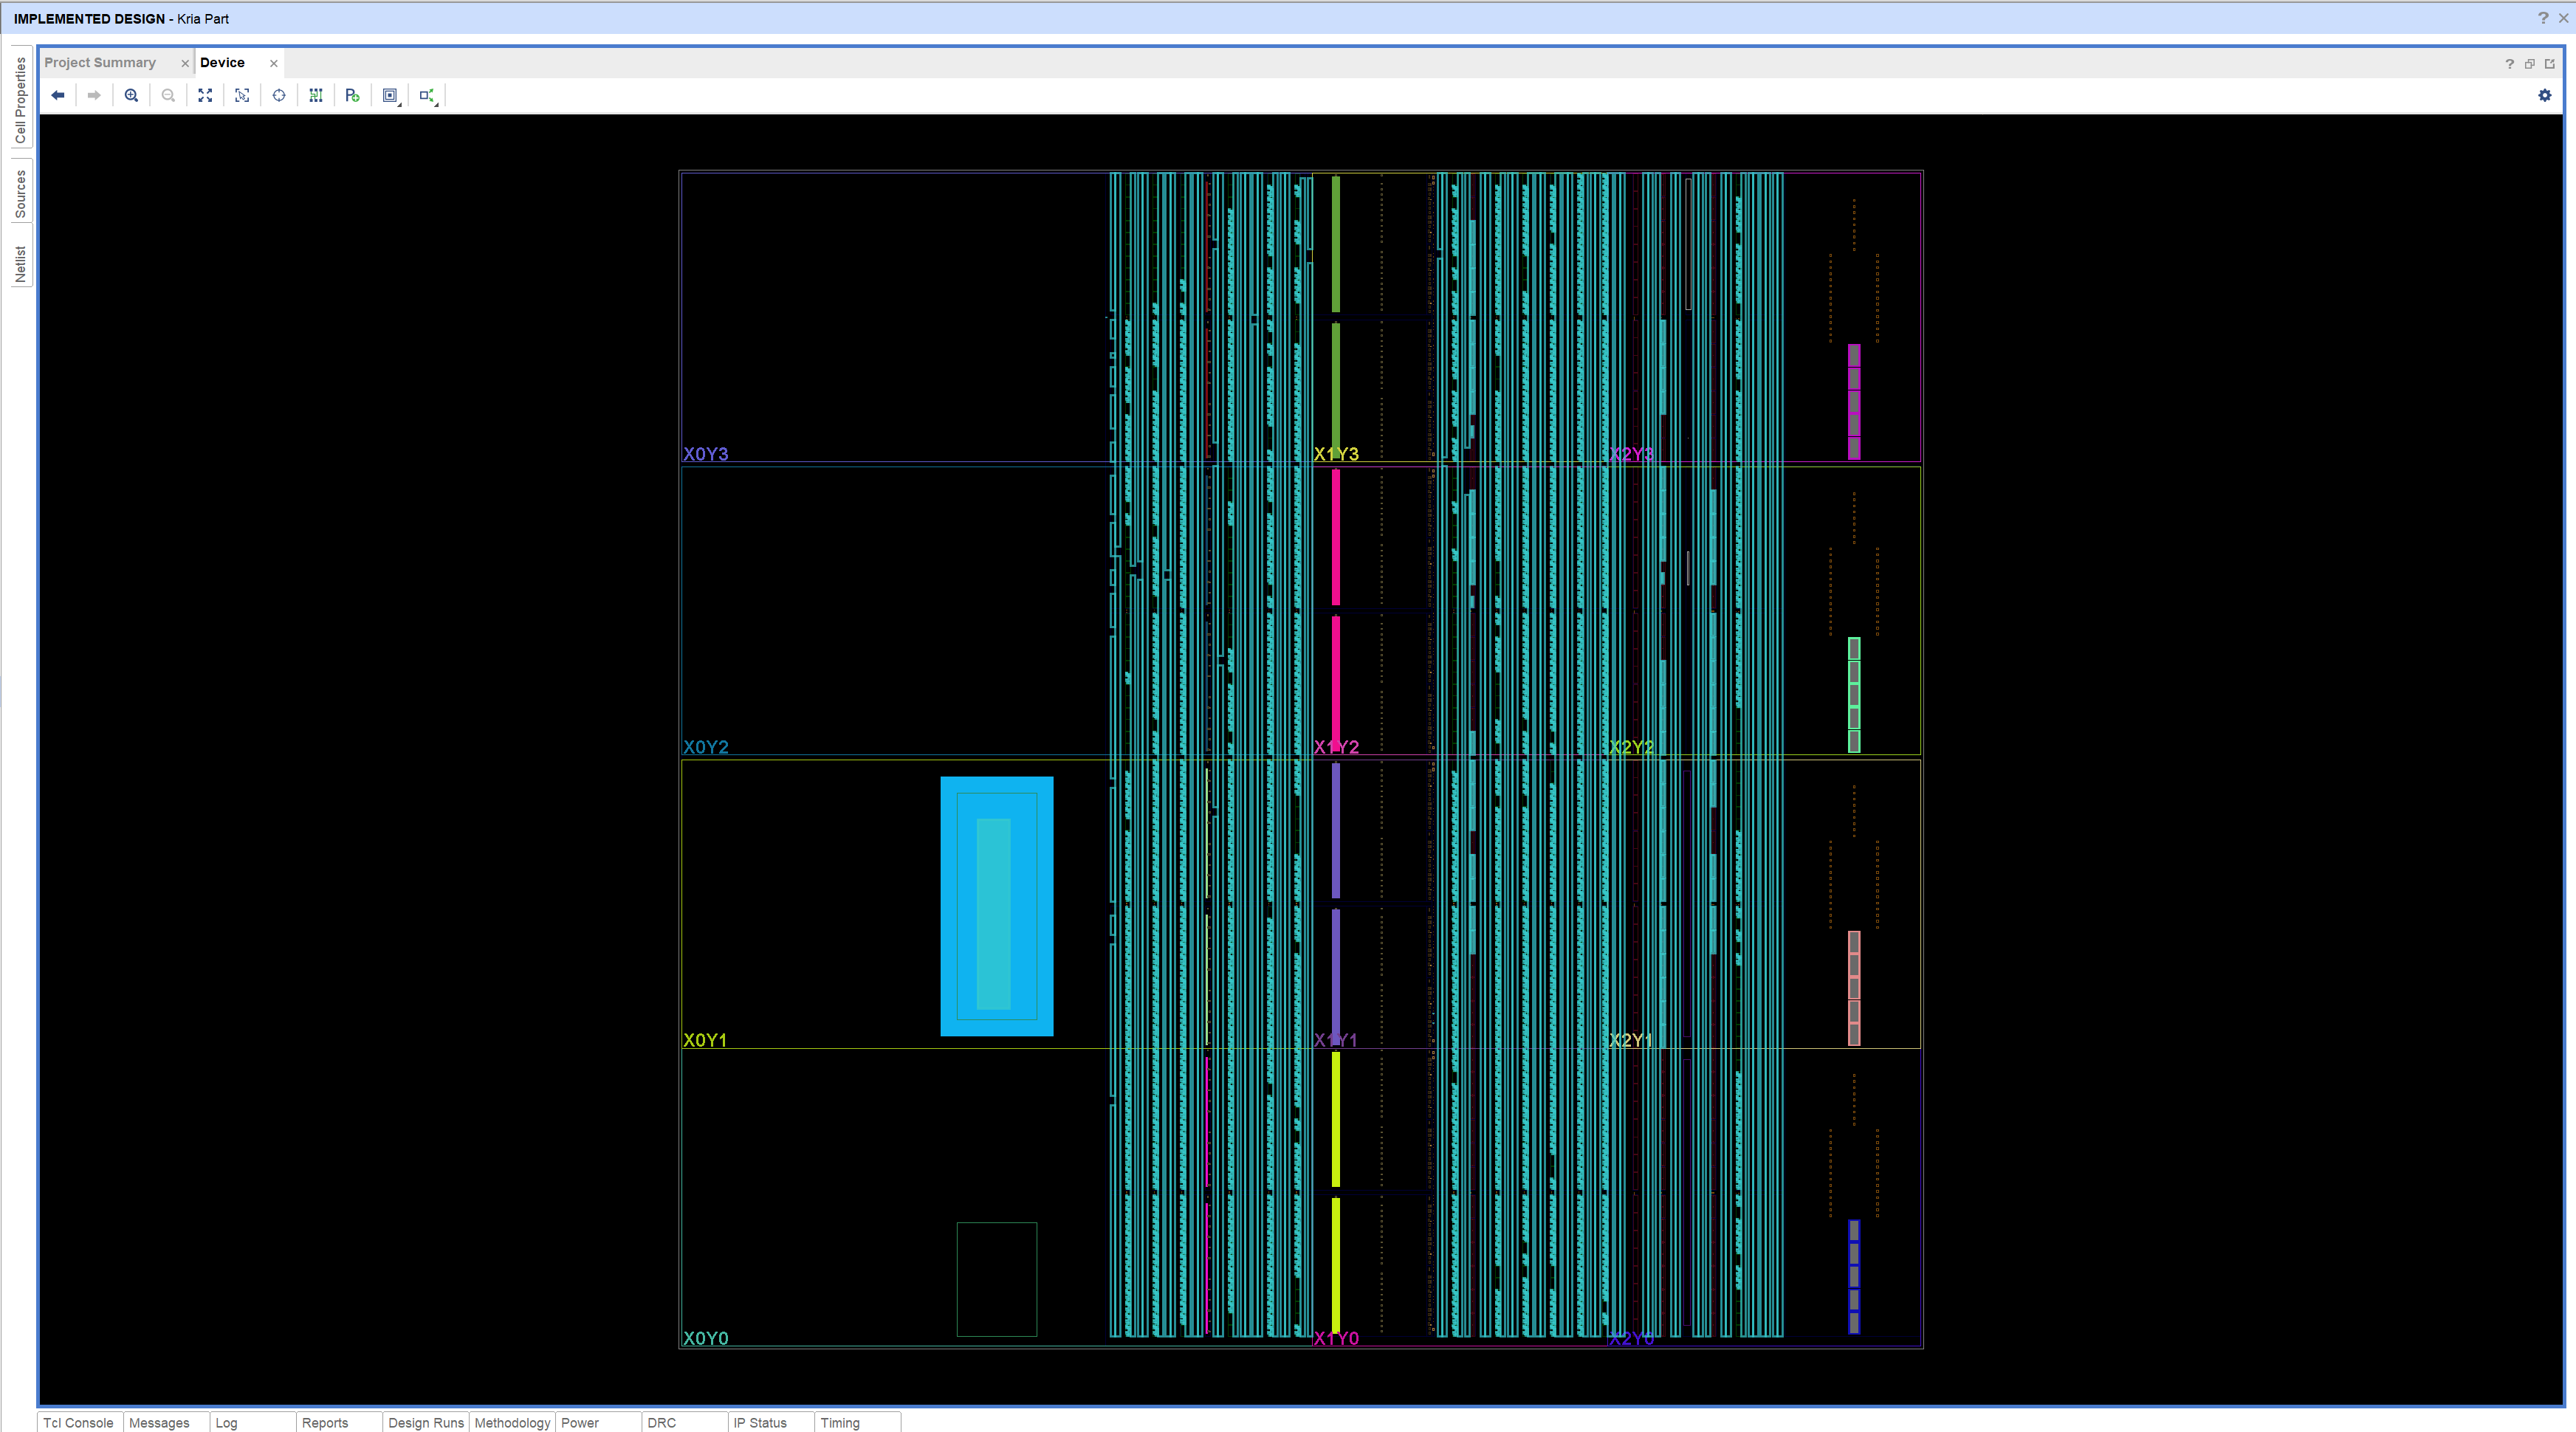 IMPLEMENTED DESIGN - Kria Part
Project Summary
Device
Cell Properties
Sources
Netlist
X0Y3
X1Y3
X2Y3
X0Y2
X1Y2
X2Y2
X0Y1
X1Y1
X2Y1
X0Y0
X1Y0
X2Y0
Tcl Console
Messages
Log
Reports
Design Runs
Methodology
Power
DRC
IP Status
Timing